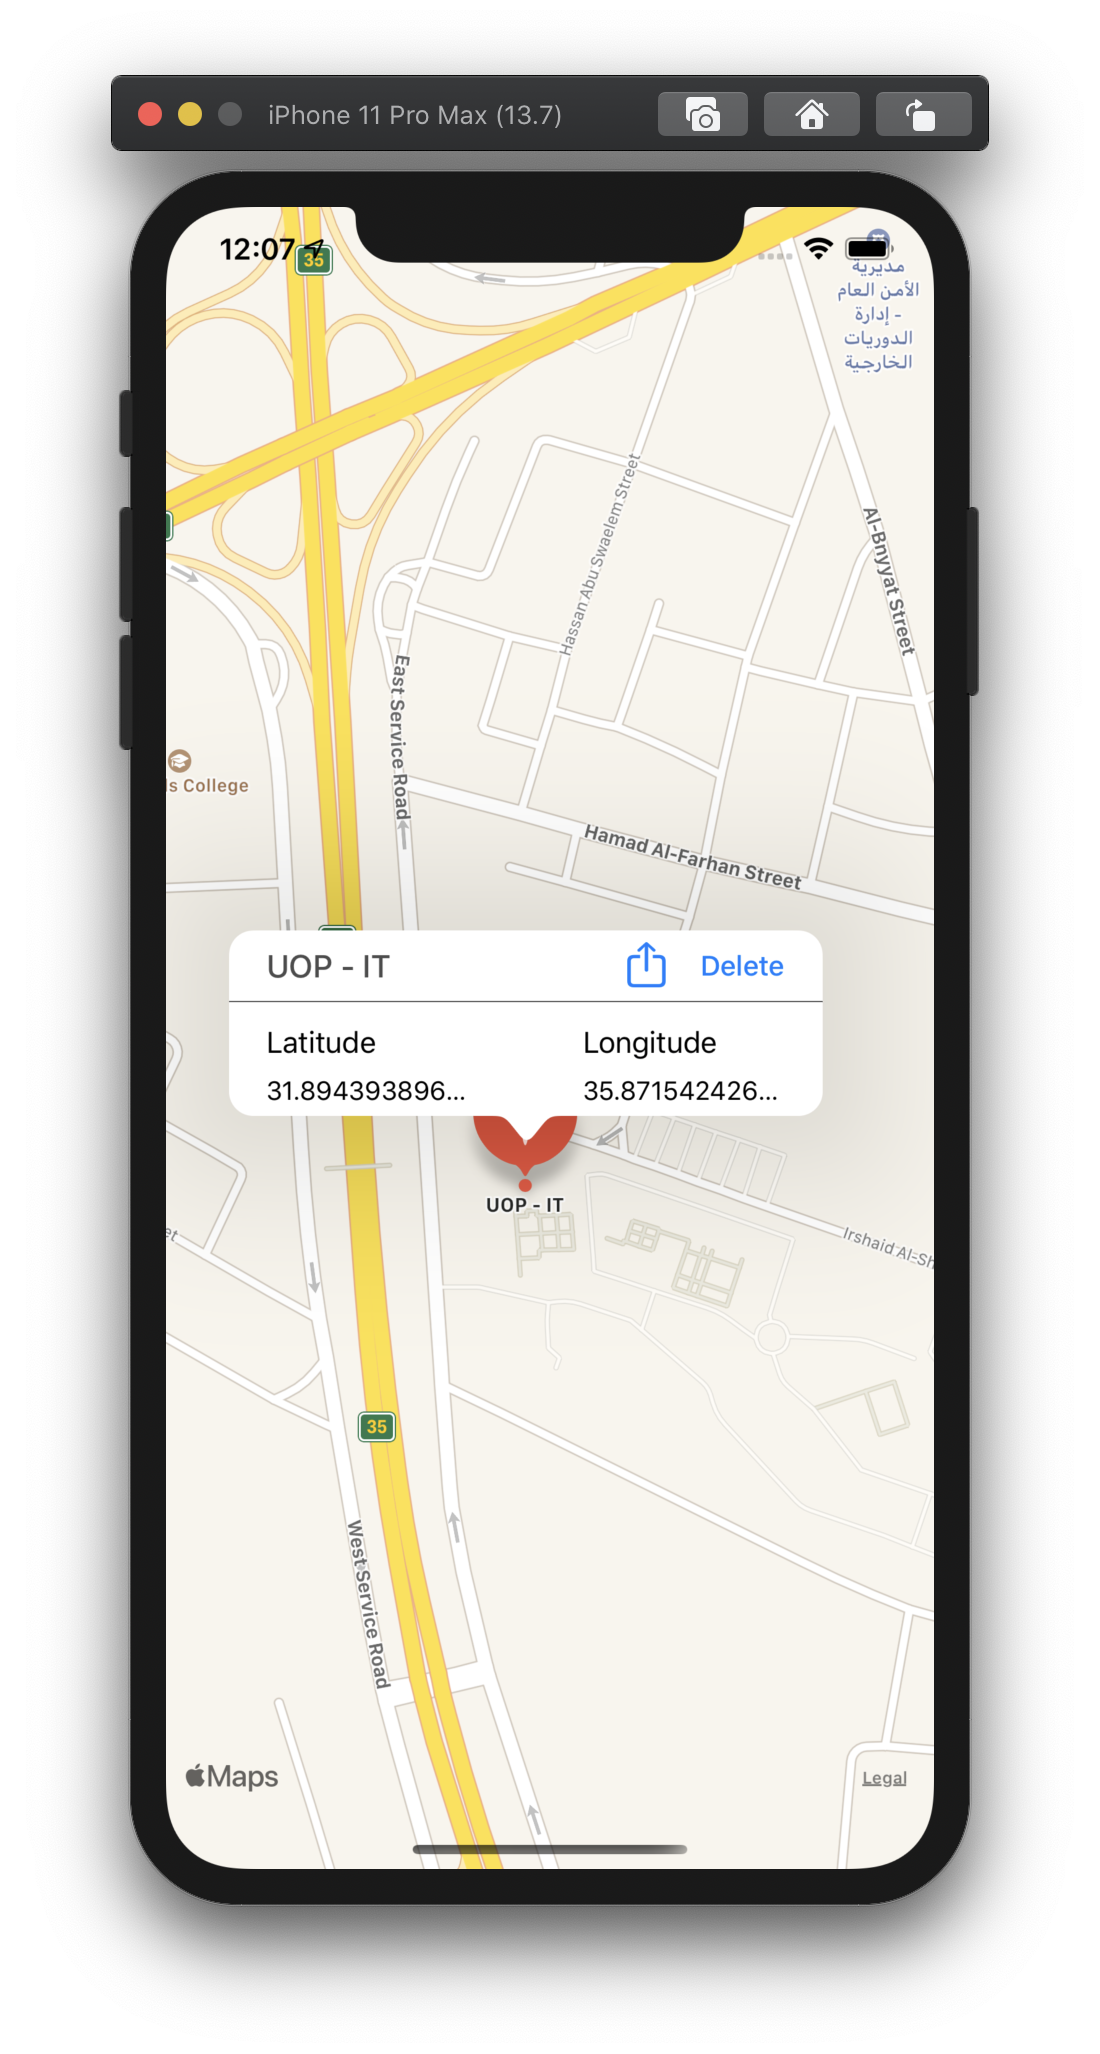 iPhone 11 Pro Max (13.7)
12:07
35
مديرية
الأمن العام
- إدارة
الدوريات
الخارجية
Hassan Abu Swaelem Street
Al-Bnyyat Street
East Service Road
ls College
Hamad Al-Farhan Street
UOP - IT
Delete
Latitude
Longitude
31.894393896...
35.871542426...
UOP - IT
Irshaid Al-Sh
35
West Service Road
Maps
Legal